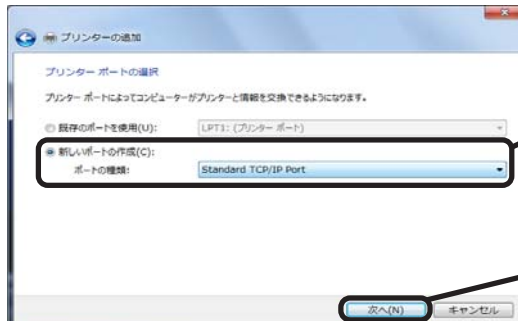 プリンターの追加
プリンター ポートの選択
プリンター ポートによってコンピューターがプリンターと情報を交換できるようになります。
既存のポートを使用(U): LPT1: (プリンター ポート)
新しいポートの作成(C):
ポートの種類: Standard TCP/IP Port
次へ(N) キャンセル